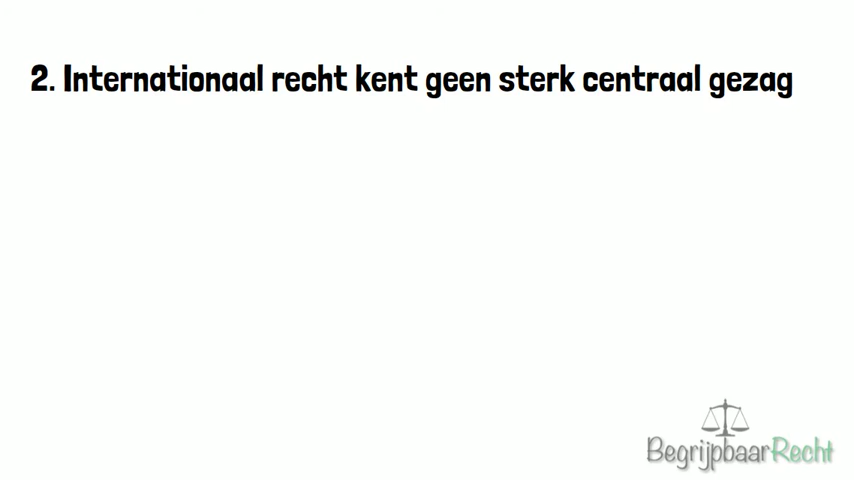 2. Internationaal recht kent geen sterk centraal gezag
BegrijpbaarRecht